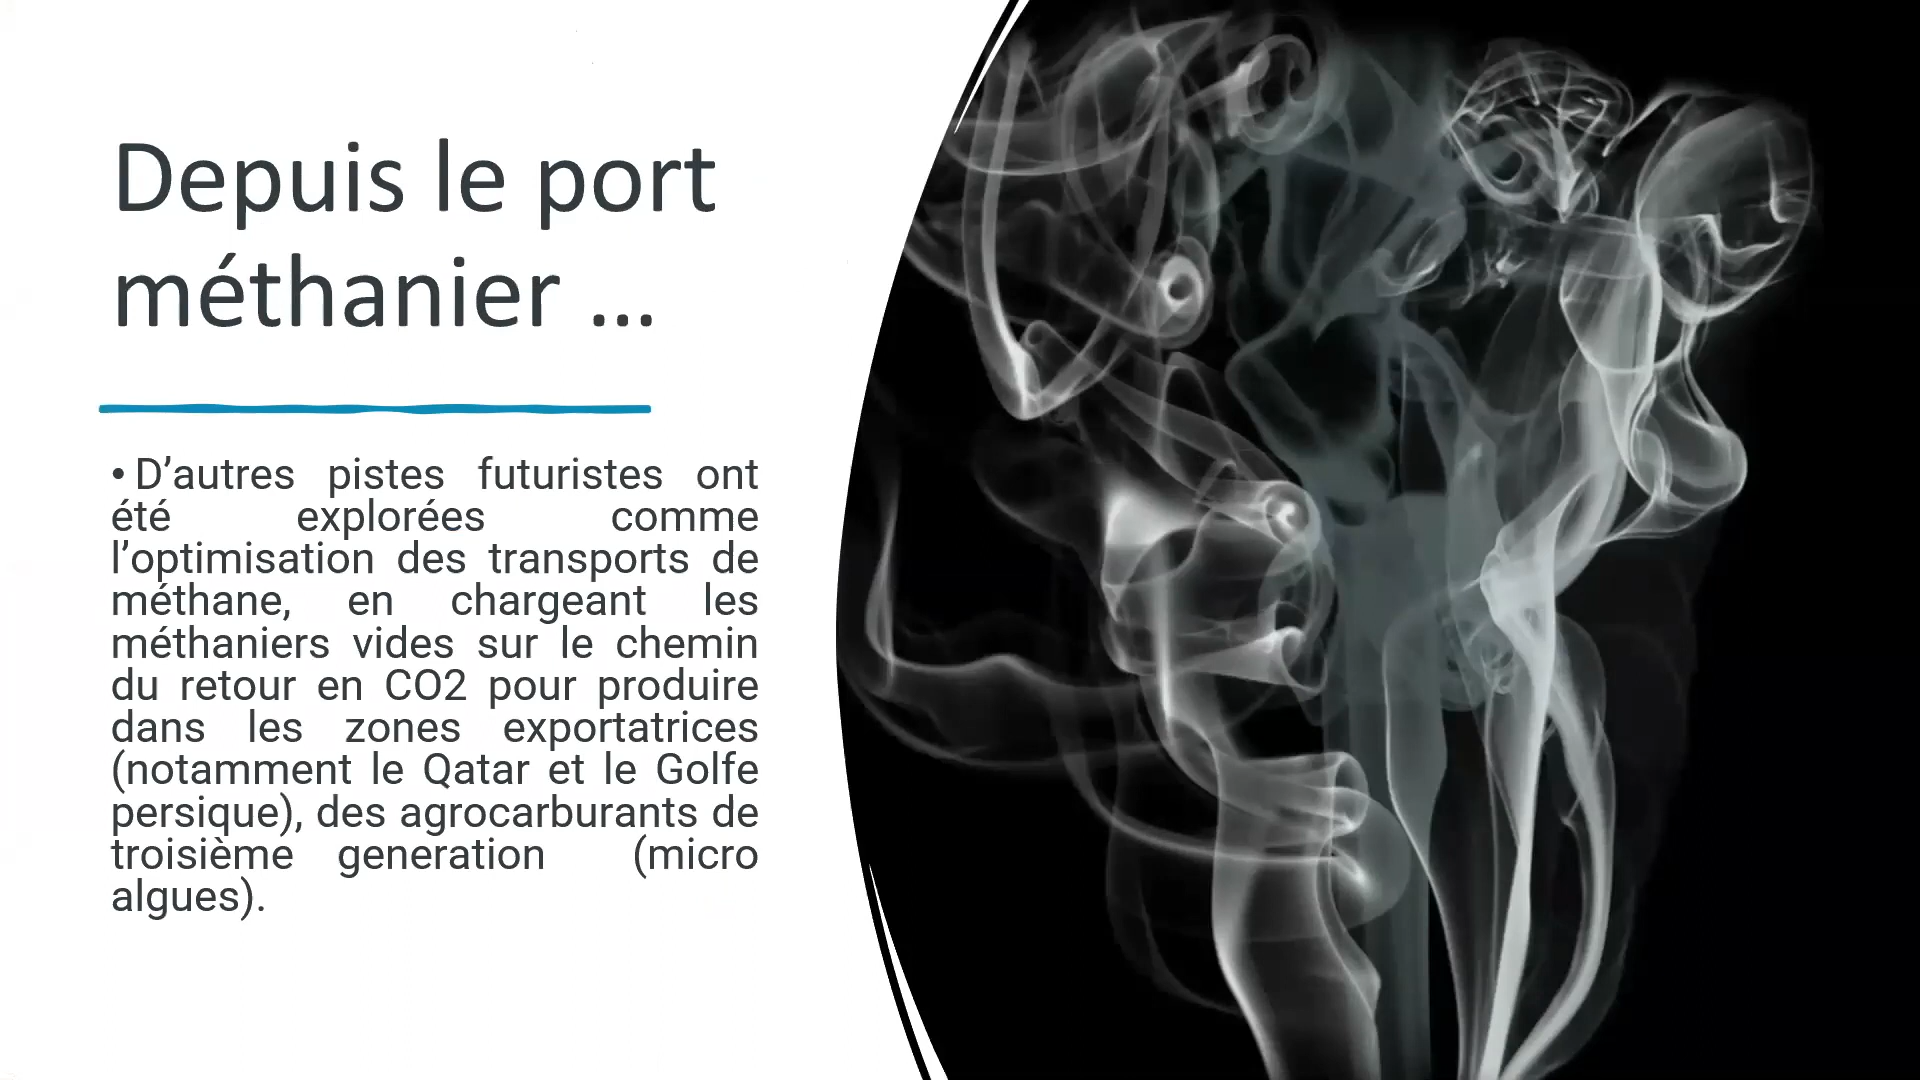 Depuis le port
méthanier ...
• D’autres pistes futuristes ont
été explorées comme
l’optimisation des transports de
méthane, en chargeant les
méthaniers vides sur le chemin
du retour en CO2 pour produire
dans les zones exportatrices
(notamment le Qatar et le Golfe
persique), des agrocarburants de
troisième generation (micro
algues).